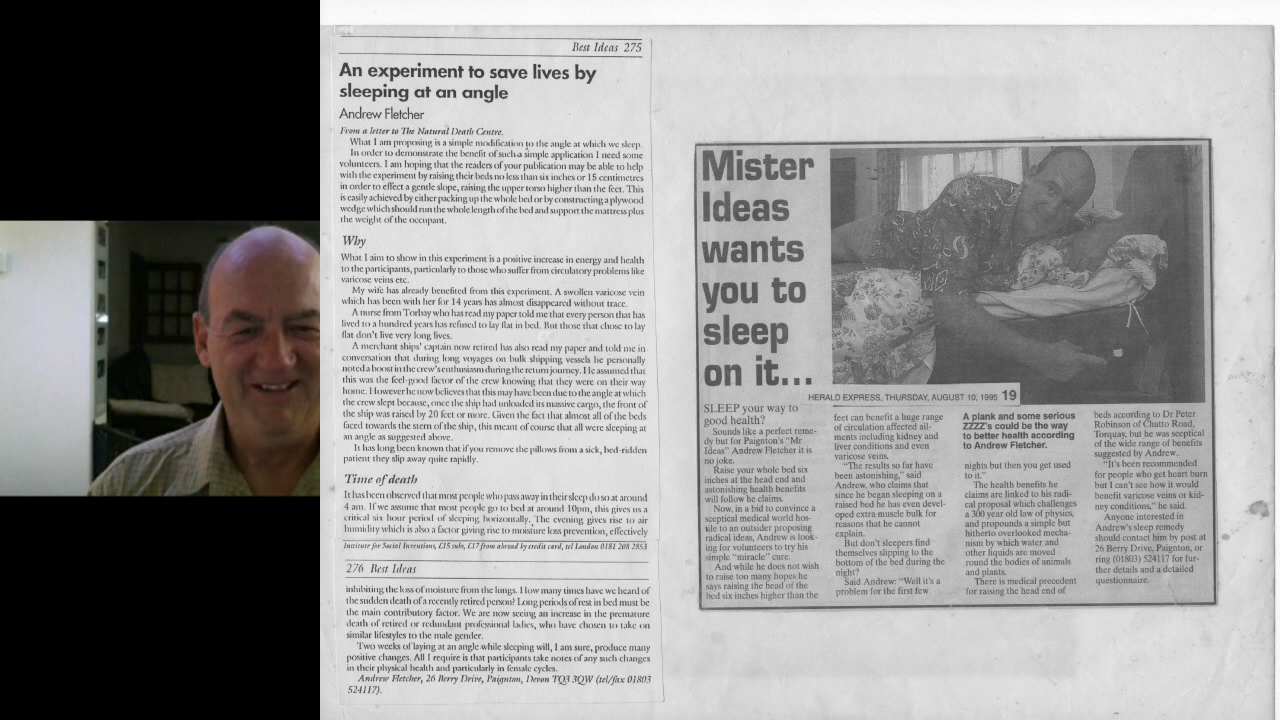 Best Ideas 275
An experiment to save lives by
sleeping at an angle
Andrew Fletcher
From a letter to The Natural Death Centre.
What I am proposing is a simple modification to the angle at which we sleep.
In order to demonstrate the benefit of such a simple application I need some
volunteers. I am hoping that the readers of your publication may be able to help
with the experiment by raising their beds no less than six inches or 15 centimetres
in order to effect a gentle slope, raising the upper torso higher than the feet. This
is easily achieved by either packing up the whole bed or by constructing a plywood
wedge which should run the whole length of the bed and support the mattress plus
the weight of the occupant.
Why
What I aim to show in this experiment is a positive increase in energy and health
to the participants, particularly to those who suffer from circulatory problems like
varicose veins etc.
My wife has already benefited from this experiment. A swollen varicose vein
which has been with her for 14 years has almost disappeared without trace.
A nurse from Torbay who has read my paper told me that every person that has
lived to a hundred years has refused to lay flat in bed. But those that chose to lay
flat don't live very long lives.
A merchant ships' captain now retired has also read my paper and told me in
conversation that during long voyages on bulk shipping vessels he personally
noted a boost in the crew's enthusiasm during the return journey. He assumed that
this was the feel-good factor of the crew knowing that they were on their way
home. However he now believes that this may have been due to the angle at which
the crew slept because, once the ship had unloaded its massive cargo, the front of
the ship was raised by 20 feet or more. Given the fact that almost all of the beds
faced towards the stern of the ship, this meant of course that all were sleeping at
an angle as suggested above.
It has long been known that if you remove the pillows from a sick, bed-ridden
patient they slip away quite rapidly.
Time of death
It has been observed that most people who pass away in their sleep do so at around
4 am. If we assume that most people go to bed at around 10pm, this gives us a
critical six hour period of sleeping horizontally. The evening gives rise to air
humidity which is also a factor giving rise to moisture loss prevention, effectively
Institute for Social Inventions, £15 subs, £17 from abroad by credit card, tel London 0181 208 2853
276 Best Ideas
inhibiting the loss of moisture from the lungs. How many times have we heard of
the sudden death of a recently retired person? Long periods of rest in bed must be
the main contributory factor. We are now seeing an increase in the premature
death of retired or redundant professional ladies, who have chosen to take on
similar lifestyles to the male gender.
Two weeks of laying at an angle while sleeping will, I am sure, produce many
positive changes. All I require is that participants take notes of any such changes
in their physical health and particularly in female cycles.
Andrew Fletcher, 26 Berry Drive, Paignton, Devon TQ3 3QW (tel/fax 01803
524117).
Mister
Ideas
wants
you to
sleep
on it...
HERALD EXPRESS, THURSDAY, AUGUST 10, 1995 19
SLEEP your way to
good health?
Sounds like a perfect reme-
dy but for Paignton's "Mr
Ideas" Andrew Fletcher it is
no joke.
Raise your whole bed six
inches at the head end and
astonishing health benefits
will follow he claims.
Now, in a bid to convince a
sceptical medical world hos-
tile to an outsider proposing
radical ideas, Andrew is look-
ing for volunteers to try his
simple "miracle" cure.
And while he does not wish
to raise too many hopes he
says raising the head of the
bed six inches higher than the
feet can benefit a huge range
of circulation affected ail-
ments including kidney and
liver conditions and even
varicose veins.
"The results so far have
been astonishing," said
Andrew, who claims that
since he began sleeping on a
raised bed he has even devel-
oped extra muscle bulk for
reasons that he cannot
explain.
But don't sleepers find
themselves slipping to the
bottom of the bed during the
night?
Said Andrew: "Well it's a
problem for the first few
A plank and some serious
ZZZZ's could be the way
to better health according
to Andrew Fletcher.
nights but then you get used
to it."
The health benefits he
claims are linked to his radi-
cal proposal which challenges
a 300 year old law of physics,
and propounds a simple but
hitherto overlooked mecha-
nism by which water and
other liquids are moved
round the bodies of animals
and plants.
There is medical precedent
for raising the head end of
beds according to Dr Peter
Robinson of Chatto Road,
Torquay, but he was sceptical
of the wide range of benefits
suggested by Andrew..
"It's been recommended
for people who get heart burn
but I can't see how it would
benefit varicose veins or kid-
ney conditions," he said.
Anyone interested in
Andrew's sleep remedy
should contact him by post at
26 Berry Drive, Paignton, or
ring (01803) 524117 for fur-
ther details and a detailed
questionnaire.